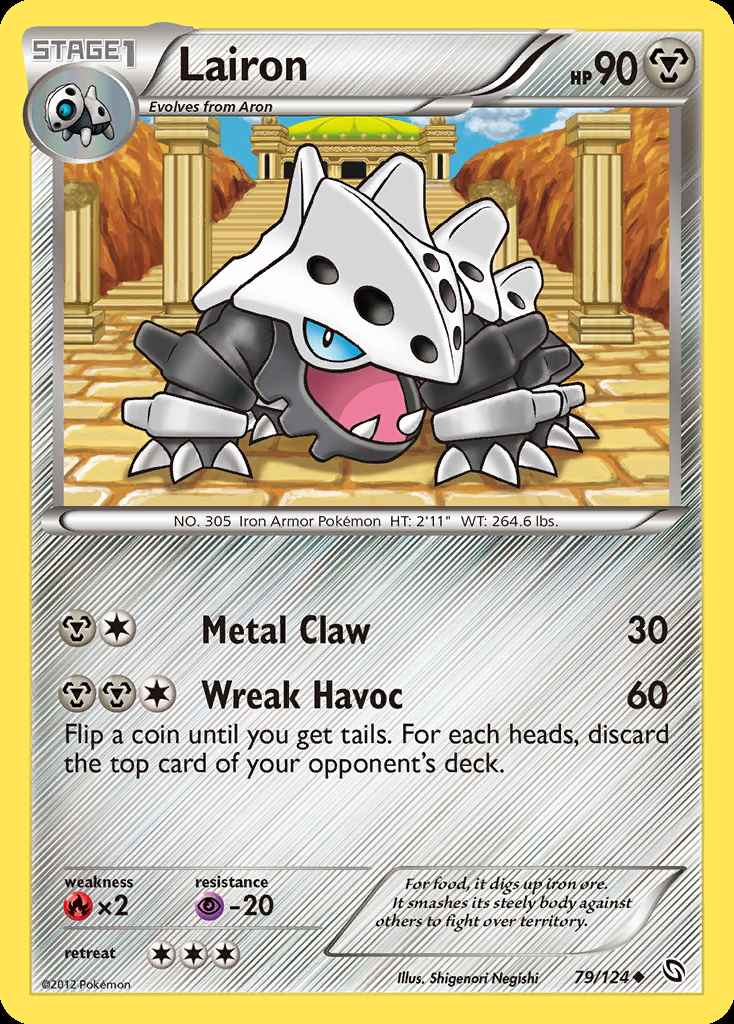 STAGE1
Lairon
HP 90
Evolves from Aron
NO. 305 Iron Armor Pokémon HT: 2'11" WT: 264.6 lbs.
Metal Claw 30
Wreak Havoc 60
Flip a coin until you get tails. For each heads, discard
the top card of your opponent's deck.
weakness
×2
resistance
-20
For food, it digs up iron ore.
It smashes its steely body against
others to fight over territory.
retreat
©2012 Pokémon
Illus. Shigenori Negishi
79/124